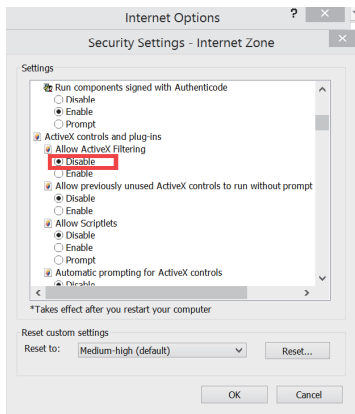 Internet Options
?
Security Settings - Internet Zone
Settings
Run components signed with Authenticode
Disable
Enable
Prompt
ActiveX controls and plug-ins
Allow ActiveX Filtering
Disable
Enable
Allow previously unused ActiveX controls to run without prompt
Disable
Enable
Allow Scriptlets
Disable
Enable
Prompt
Automatic prompting for ActiveX controls
Disable
*Takes effect after you restart your computer
Reset custom settings
Reset to: Medium-high (default) Reset...
OK Cancel